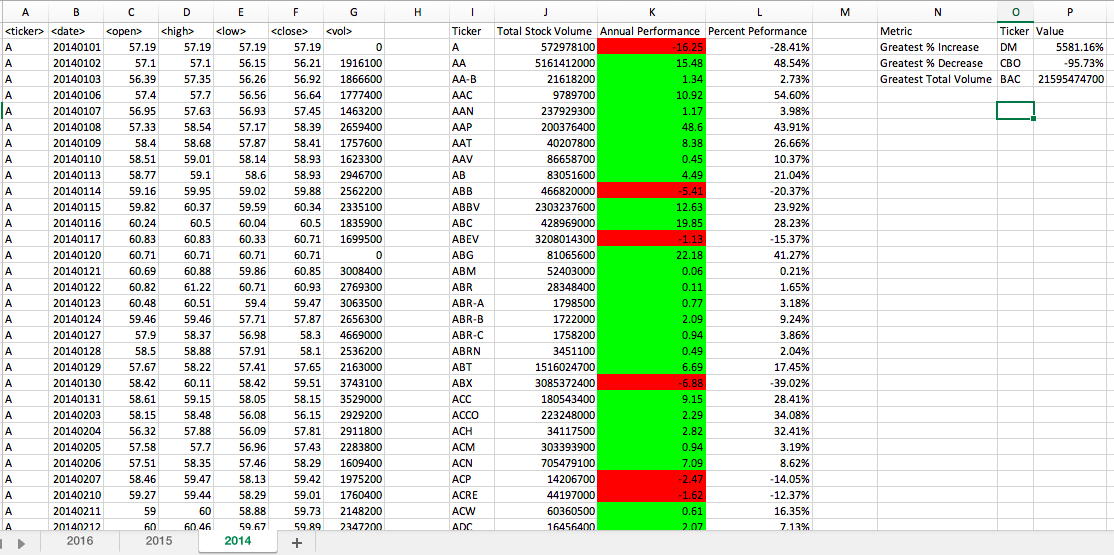 A B C D E F G H I J K L M N O P
<ticker> <date> <open> <high> <low> <close> <vol> Ticker Total Stock Volume Annual Performance Percent Peformance Metric Ticker Value
A 20140101 57.19 57.19 57.19 57.19 0 A 572978100 -16.25 -28.41% Greatest % Increase DM 5581.16%
A 20140102 57.1 57.1 56.15 56.21 1916100 AA 5161412000 15.48 48.54% Greatest % Decrease CBO -95.73%
A 20140103 56.39 57.35 56.26 56.92 1866600 AA-B 21618200 1.34 2.73% Greatest Total Volume BAC 21595474700
A 20140106 57.4 57.7 56.56 56.64 1777400 AAC 9789700 10.92 54.60%
A 20140107 56.95 57.63 56.93 57.45 1463200 AAN 237929300 1.17 3.98%
A 20140108 57.33 58.54 57.17 58.39 2659400 AAP 200376400 48.6 43.91%
A 20140109 58.4 58.68 57.87 58.41 1757600 AAT 40207800 8.38 26.66%
A 20140110 58.51 59.01 58.14 58.93 1623300 AAV 86658700 0.45 10.37%
A 20140113 58.77 59.1 58.6 58.93 2946700 AB 83051600 4.49 21.04%
A 20140114 59.16 59.95 59.02 59.88 2562200 ABB 466820000 -5.41 -20.37%
A 20140115 59.82 60.37 59.59 60.34 2335100 ABBV 2303237600 12.63 23.92%
A 20140116 60.24 60.5 60.04 60.5 1835900 ABC 428969000 19.85 28.23%
A 20140117 60.83 60.83 60.33 60.71 1699500 ABEV 3208014300 -1.13 -15.37%
A 20140120 60.71 60.71 60.71 60.71 0 ABG 81065600 22.18 41.27%
A 20140121 60.69 60.88 59.86 60.85 3008400 ABM 52403000 0.06 0.21%
A 20140122 60.82 61.22 60.71 60.93 2769300 ABR 28348400 0.11 1.65%
A 20140123 60.48 60.51 59.4 59.47 3063500 ABR-A 1798500 0.77 3.18%
A 20140124 59.46 59.46 57.71 57.87 2656300 ABR-B 1722000 2.09 9.24%
A 20140127 57.9 58.37 56.98 58.3 4669000 ABR-C 1758200 0.94 3.86%
A 20140128 58.5 58.88 57.91 58.1 2536200 ABRN 3451100 0.49 2.04%
A 20140129 57.67 58.22 57.41 57.65 2163000 ABT 1516024700 6.69 17.45%
A 20140130 58.42 60.11 58.42 59.51 3743100 ABX 3085372400 -6.88 -39.02%
A 20140131 58.61 59.15 58.05 58.15 3529000 ACC 180543400 9.15 28.41%
A 20140203 58.15 58.48 56.08 56.15 2929200 ACCO 223248000 2.29 34.08%
A 20140204 56.32 57.88 56.09 57.81 2911800 ACH 34117500 2.82 32.41%
A 20140205 57.58 57.7 56.96 57.43 2283800 ACM 303393900 0.94 3.19%
A 20140206 57.51 58.35 57.46 58.29 1609400 ACN 705479100 7.09 8.62%
A 20140207 58.46 59.47 58.13 59.42 1975200 ACP 14206700 -2.47 -14.05%
A 20140210 59.27 59.44 58.29 59.01 1760400 ACRE 44197000 -1.62 -12.37%
A 20140211 59 60 58.88 59.73 2148200 ACW 60360500 0.61 16.35%
A 20140212 60 60.46 59.67 59.89 2347200 ADC 16456400 2.07 7.13%
2016 2015 2014 +